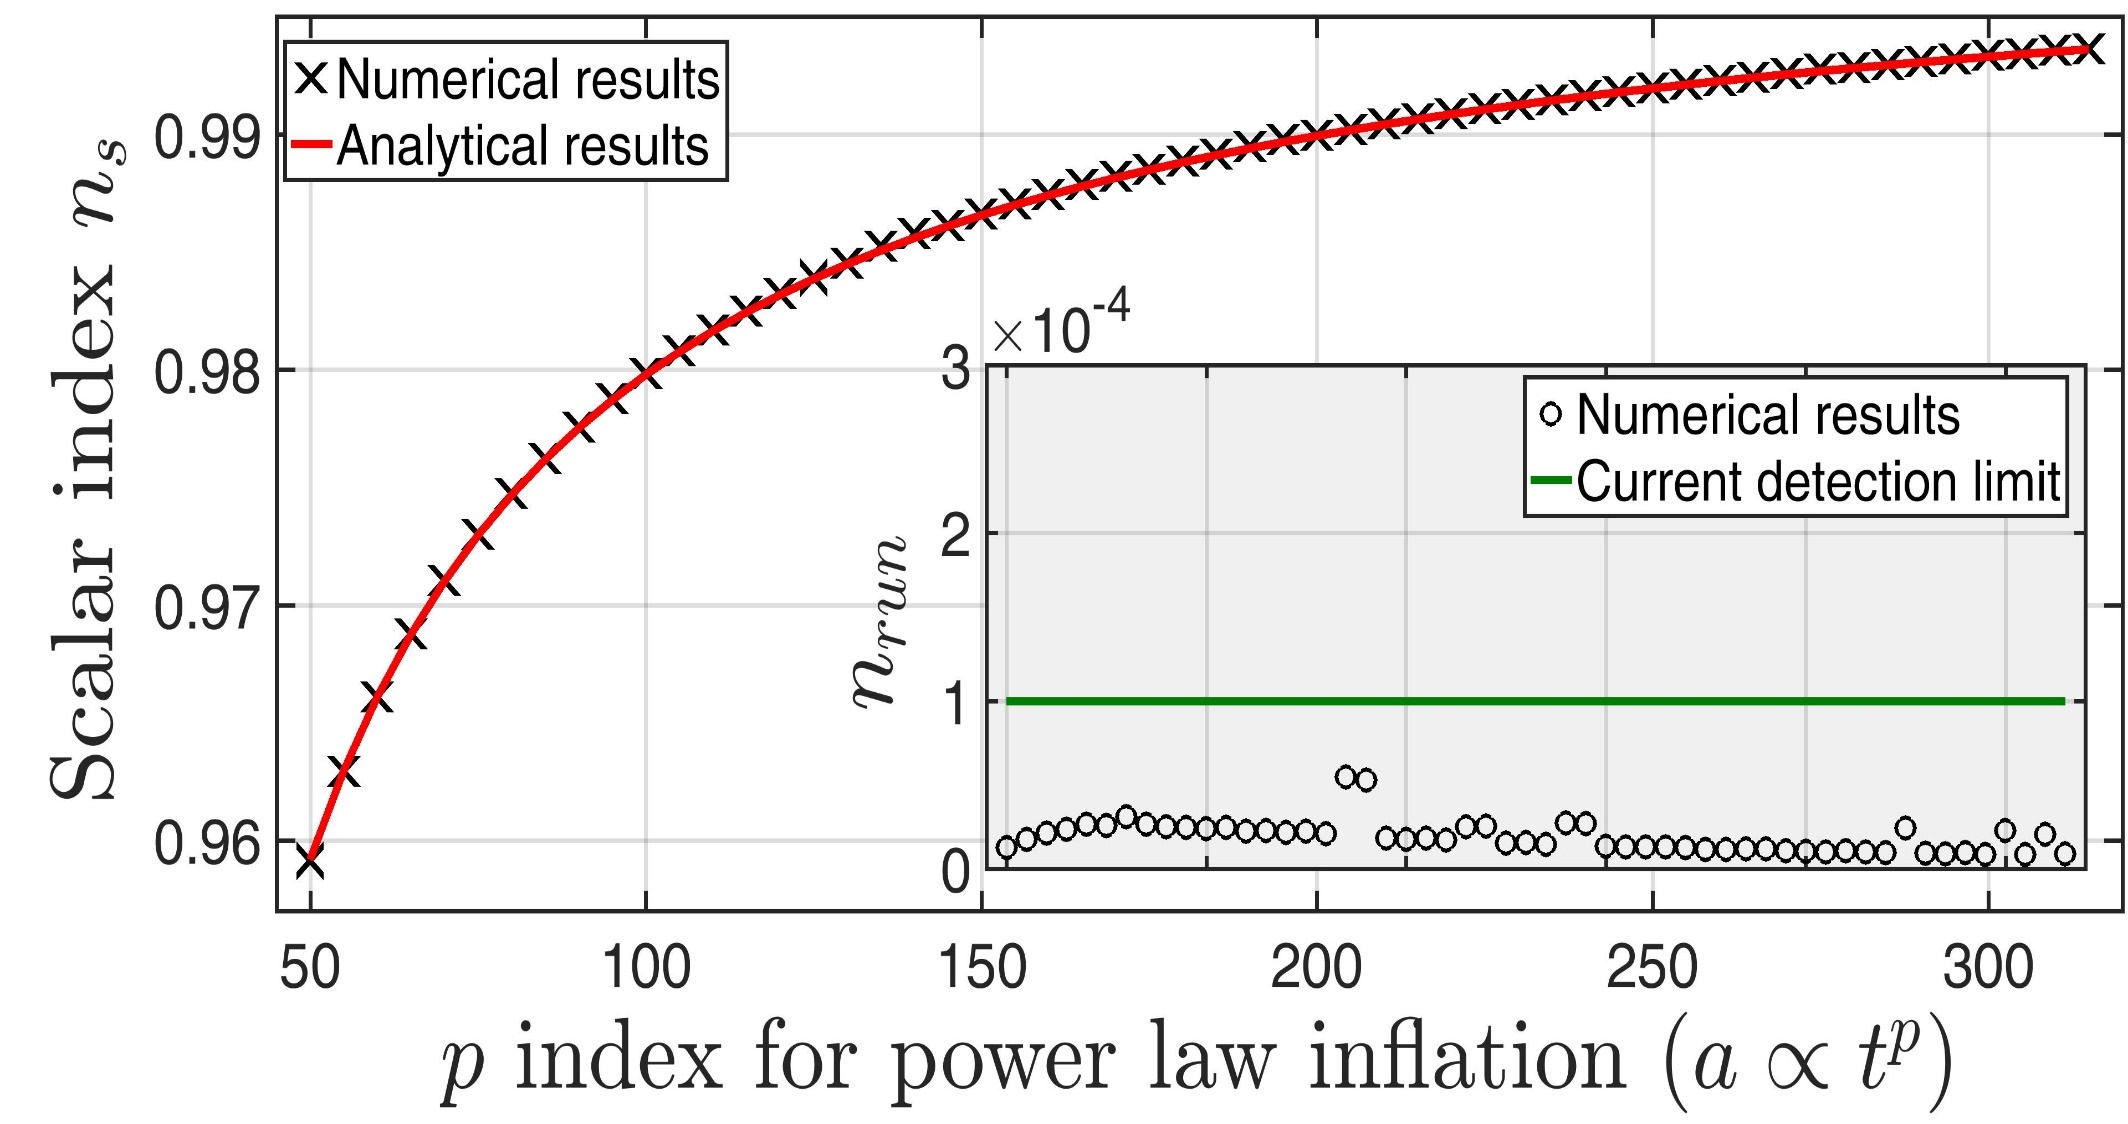 × Numerical results
Analytical results
Scalar index n_s
0.99
0.98
0.97
0.96
×10^-4
3
2
1
0
n_run
Numerical results
Current detection limit
50 100 150 200 250 300
p index for power law inflation (a ∝ t^p)